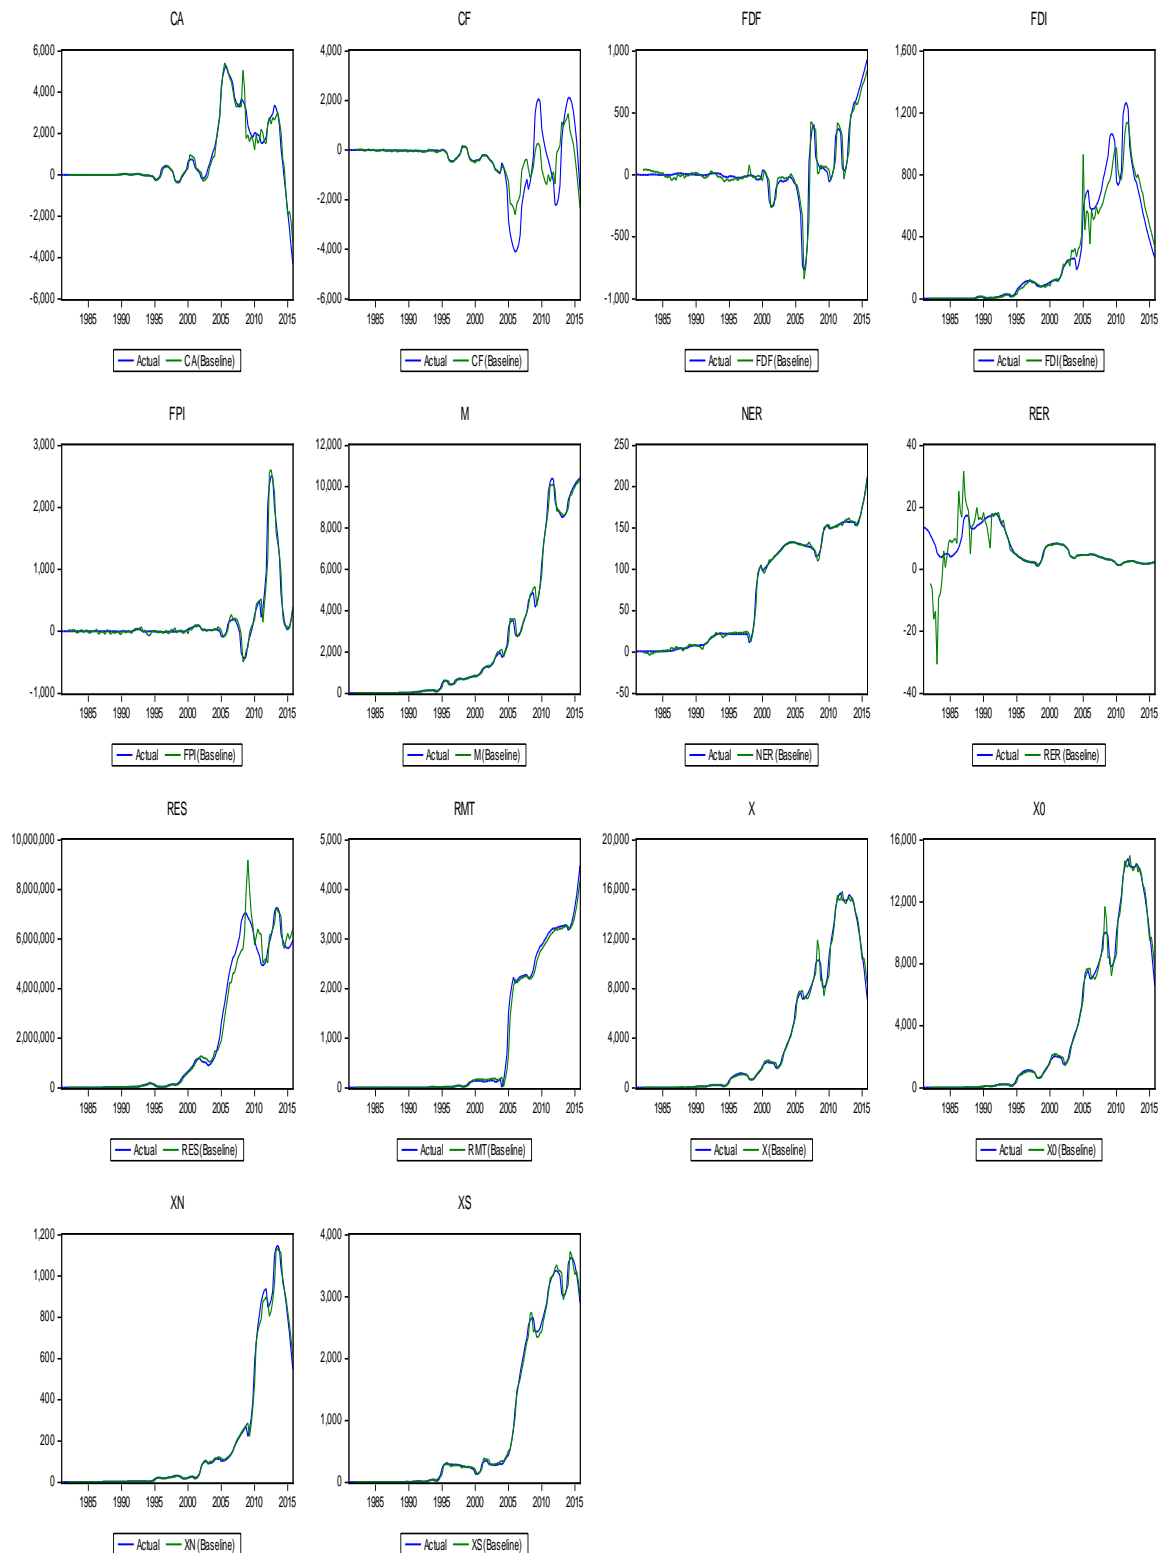 CA CF FDF FDI
6,000 4,000 1,000 1,600
4,000 2,000 500 1,200
2,000 0 0 800
0 -2,000 -500 400
-2,000 -4,000 -1,000 0
-4,000 -6,000
-6,000
1985 1990 1995 2000 2005 2010 2015 1985 1990 1995 2000 2005 2010 2015 1985 1990 1995 2000 2005 2010 2015 1985 1990 1995 2000 2005 2010 2015
Actual CA (Baseline) Actual CF (Baseline) Actual FDF (Baseline) Actual FDI (Baseline)
FPI M NER RER
3,000 12,000 250 40
2,000 10,000 200 20
1,000 8,000 150 0
0 6,000 100 -20
-1,000 4,000 50 -40
2,000 0
0 -50
1985 1990 1995 2000 2005 2010 2015 1985 1990 1995 2000 2005 2010 2015 1985 1990 1995 2000 2005 2010 2015 1985 1990 1995 2000 2005 2010 2015
Actual FPI (Baseline) Actual M (Baseline) Actual NER (Baseline) Actual RER (Baseline)
RES RMT X X0
10,000,000 5,000 20,000 16,000
8,000,000 4,000 16,000 12,000
6,000,000 3,000 12,000 8,000
4,000,000 2,000 8,000 4,000
2,000,000 1,000 4,000 0
0 0 0
1985 1990 1995 2000 2005 2010 2015 1985 1990 1995 2000 2005 2010 2015 1985 1990 1995 2000 2005 2010 2015 1985 1990 1995 2000 2005 2010 2015
Actual RES (Baseline) Actual RMT (Baseline) Actual X (Baseline) Actual X0 (Baseline)
XN XS
1,200 4,000
1,000 3,000
800 2,000
600 1,000
400 0
200
0
1985 1990 1995 2000 2005 2010 2015 1985 1990 1995 2000 2005 2010 2015
Actual XN (Baseline) Actual XS (Baseline)